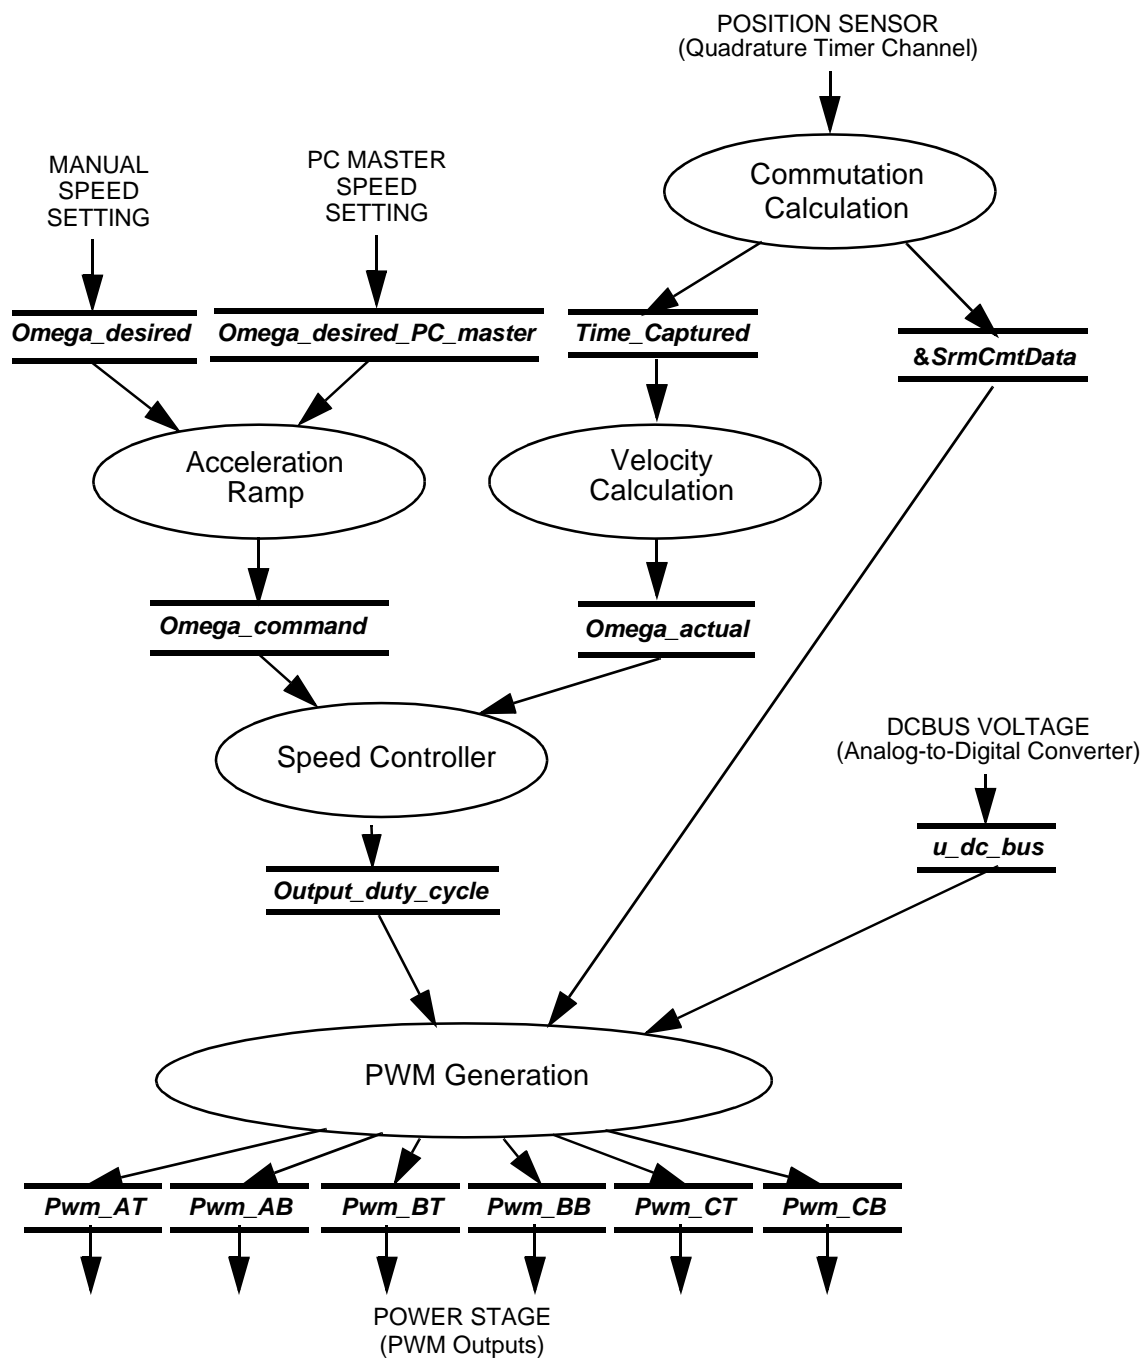 POSITION SENSOR
(Quadrature Timer Channel)
MANUAL
SPEED
SETTING
PC MASTER
SPEED
SETTING
Commutation
Calculation
Omega_desired
Omega_desired_PC_master
Time_Captured
&SrmCmtData
Acceleration
Ramp
Velocity
Calculation
Omega_command
Omega_actual
Speed Controller
DCBUS VOLTAGE
(Analog-to-Digital Converter)
u_dc_bus
Output_duty_cycle
PWM Generation
Pwm_AT
Pwm_AB
Pwm_BT
Pwm_BB
Pwm_CT
Pwm_CB
POWER STAGE
(PWM Outputs)